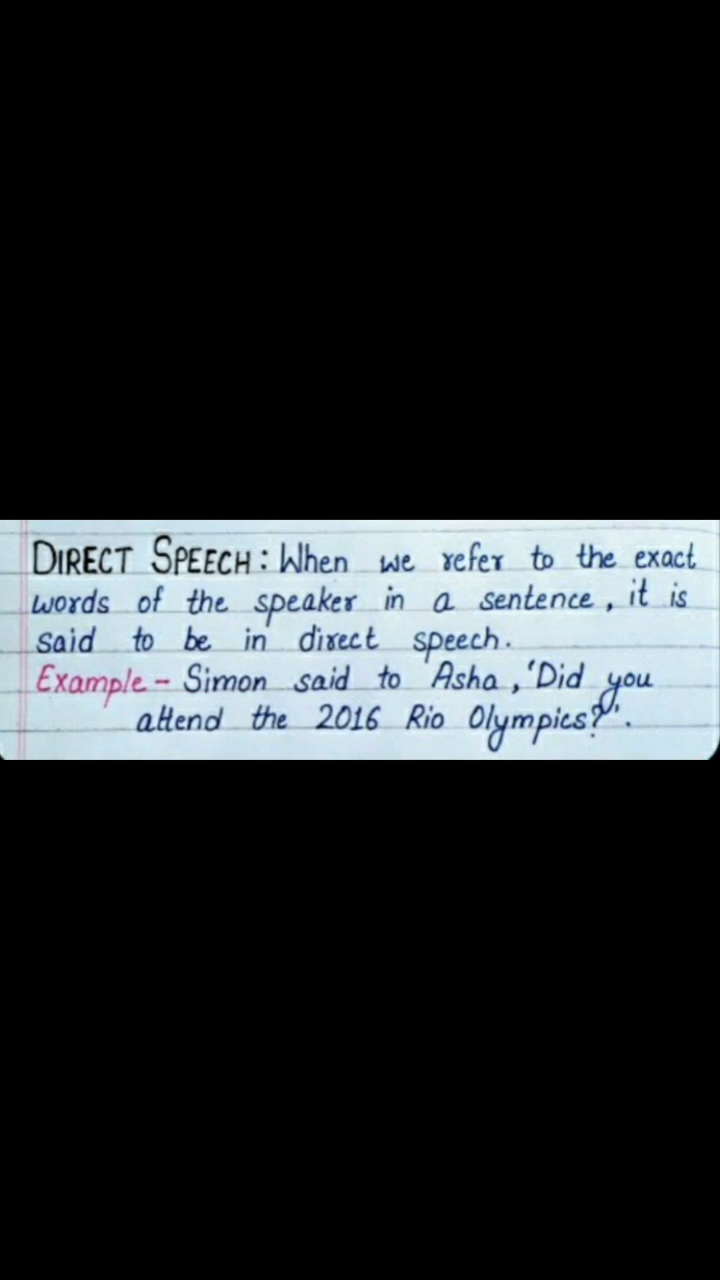 DIRECT SPEECH : When we refer to the exact
words of the speaker in a sentence, it is
said to be in direct speech.
Example - Simon said to Asha, 'Did you
attend the 2016 Rio Olympics?'.